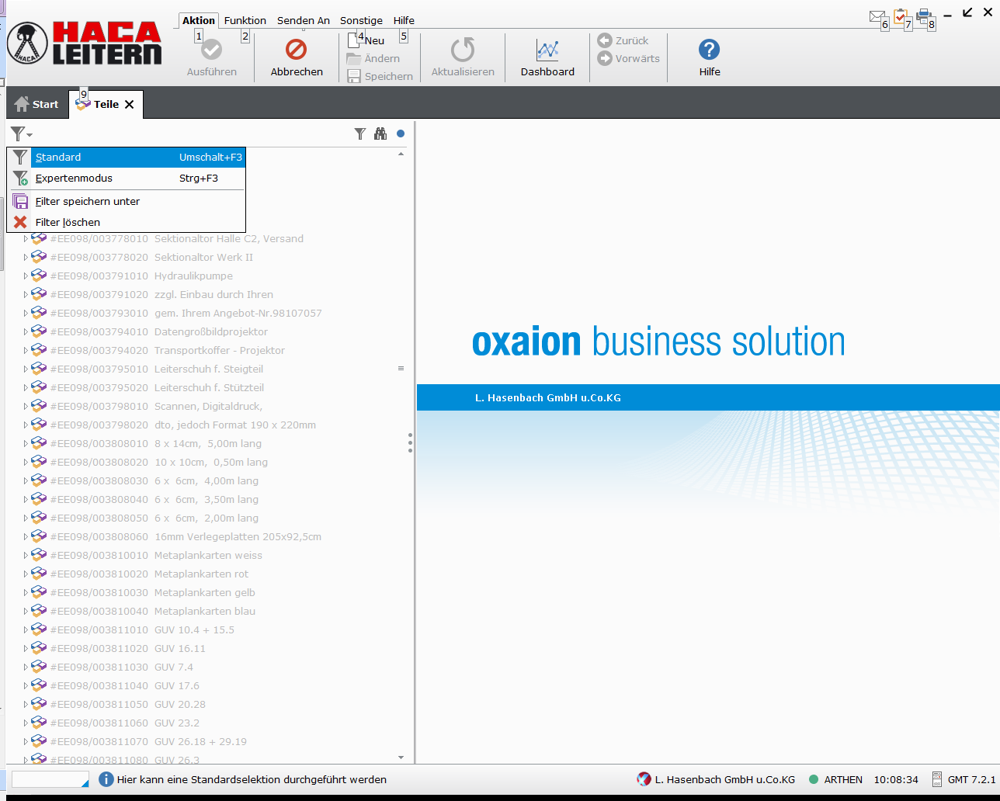 HACA
LEITERN
HACA
Aktion Funktion Senden An Sonstige Hilfe
1 2 4 5 6 7 8
Ausführen
Abbrechen
Neu
Ändern
Speichern
Aktualisieren
Dashboard
Zurück
Vorwärts
Hilfe
Start
9
Teile
Standard Umschalt+F3
Expertenmodus Strg+F3
Filter speichern unter
Filter löschen
#EE098/003778010 Sektionaltor Halle C2, Versand
#EE098/003778020 Sektionaltor Werk II
#EE098/003791010 Hydraulikpumpe
#EE098/003791020 zzgl. Einbau durch Ihren
#EE098/003793010 gem. Ihrem Angebot-Nr.98107057
#EE098/003794010 Datengroßbildprojektor
#EE098/003794020 Transportkoffer - Projektor
#EE098/003795010 Leiterschuh f. Steigteil
#EE098/003795020 Leiterschuh f. Stützteil
#EE098/003798010 Scannen, Digitaldruck,
#EE098/003798020 dto, jedoch Format 190 x 220mm
#EE098/003808010 8 x 14cm, 5,00m lang
#EE098/003808020 10 x 10cm, 0,50m lang
#EE098/003808030 6 x 6cm, 4,00m lang
#EE098/003808040 6 x 6cm, 3,50m lang
#EE098/003808050 6 x 6cm, 2,00m lang
#EE098/003808060 16mm Verlegeplatten 205x92,5cm
#EE098/003810010 Metaplankarten weiss
#EE098/003810020 Metaplankarten rot
#EE098/003810030 Metaplankarten gelb
#EE098/003810040 Metaplankarten blau
#EE098/003811010 GUV 10.4 + 15.5
#EE098/003811020 GUV 16.11
#EE098/003811030 GUV 7.4
#EE098/003811040 GUV 17.6
#EE098/003811050 GUV 20.28
#EE098/003811060 GUV 23.2
#EE098/003811070 GUV 26.18 + 29.19
#EE098/003811080 GUV 26.3
oxaion business solution
L. Hasenbach GmbH u.Co.KG
Hier kann eine Standardselektion durchgeführt werden
L. Hasenbach GmbH u.Co.KG ARTHEN 10:08:34 GMT 7.2.1